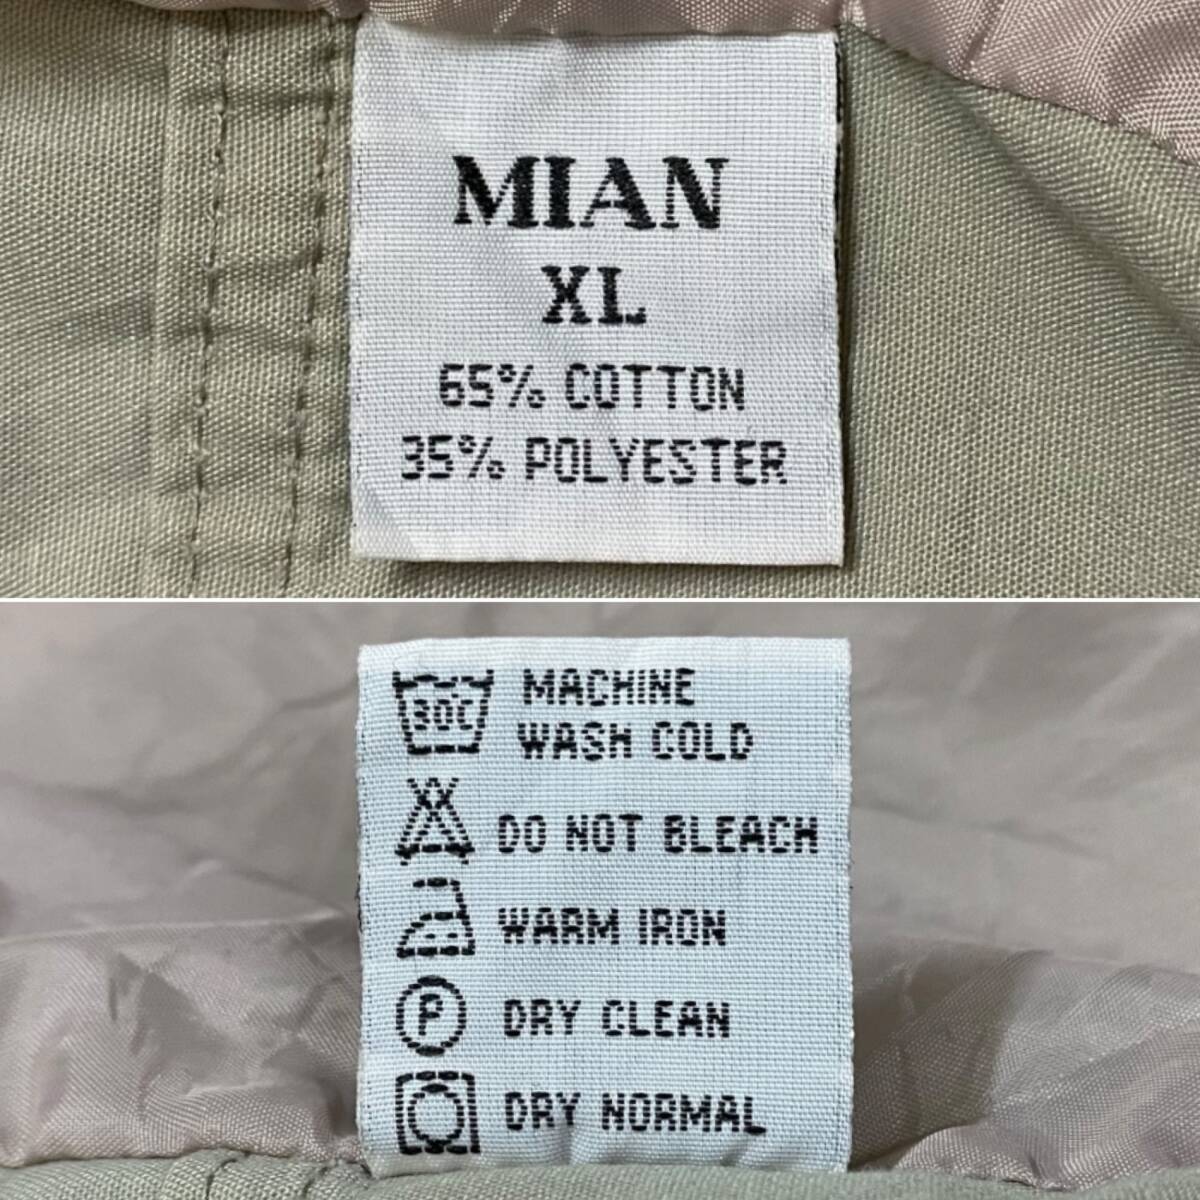 MIAN
XL
65% COTTON
35% POLYESTER
30C MACHINE
WASH COLD
DO NOT BLEACH
WARM IRON
P DRY CLEAN
DRY NORMAL